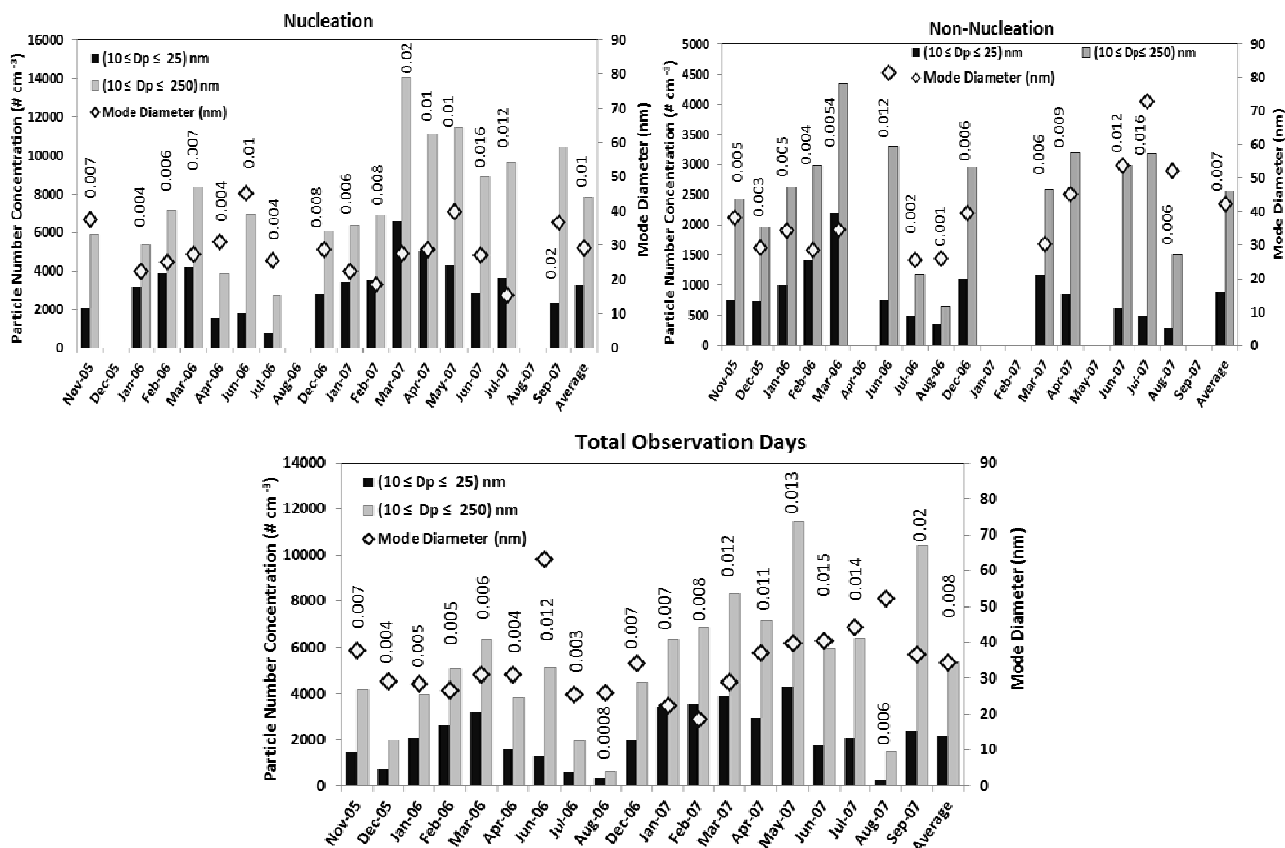 Nucleation
Particle Number Concentration (# cm⁻³)
16000
14000
12000
10000
8000
6000
4000
2000
0
(10 ≤ Dp ≤ 25) nm
(10 ≤ Dp ≤ 250) nm
Mode Diameter (nm)
0.007
0.004
0.006
0.007
0.004
0.01
0.004
0.008
0.006
0.008
0.02
0.01
0.01
0.016
0.012
0.02
0.01
90
80
70
60
50
40
30
20
10
0
Mode Diameter (nm)
Nov-05
Dec-05
Jan-06
Feb-06
Mar-06
Apr-06
Jun-06
Jul-06
Aug-06
Dec-06
Jan-07
Feb-07
Mar-07
Apr-07
May-07
Jun-07
Jul-07
Aug-07
Sep-07
Average
Non-Nucleation
Particle Number Concentration (# cm⁻³)
5000
4500
4000
3500
3000
2500
2000
1500
1000
500
0
(10 ≤ Dp ≤ 25) nm
(10 ≤ Dp ≤ 250) nm
Mode Diameter (nm)
0.005
0.003
0.005
0.004
0.0054
0.012
0.002
0.001
0.006
0.006
0.009
0.012
0.016
0.006
0.007
90
80
70
60
50
40
30
20
10
0
Mode Diameter (nm)
Nov-05
Dec-05
Jan-06
Feb-06
Mar-06
Apr-06
Jun-06
Jul-06
Aug-06
Dec-06
Jan-07
Feb-07
Mar-07
Apr-07
May-07
Jun-07
Jul-07
Aug-07
Sep-07
Average
Total Observation Days
Particle Number Concentration (# cm⁻³)
14000
12000
10000
8000
6000
4000
2000
0
(10 ≤ Dp ≤ 25) nm
(10 ≤ Dp ≤ 250) nm
Mode Diameter (nm)
0.007
0.004
0.005
0.005
0.006
0.004
0.012
0.003
0.0008
0.007
0.007
0.008
0.012
0.011
0.013
0.015
0.014
0.006
0.02
0.008
90
80
70
60
50
40
30
20
10
0
Mode Diameter (nm)
Nov-05
Dec-05
Jan-06
Feb-06
Mar-06
Apr-06
Jun-06
Jul-06
Aug-06
Dec-06
Jan-07
Feb-07
Mar-07
Apr-07
May-07
Jun-07
Jul-07
Aug-07
Sep-07
Average